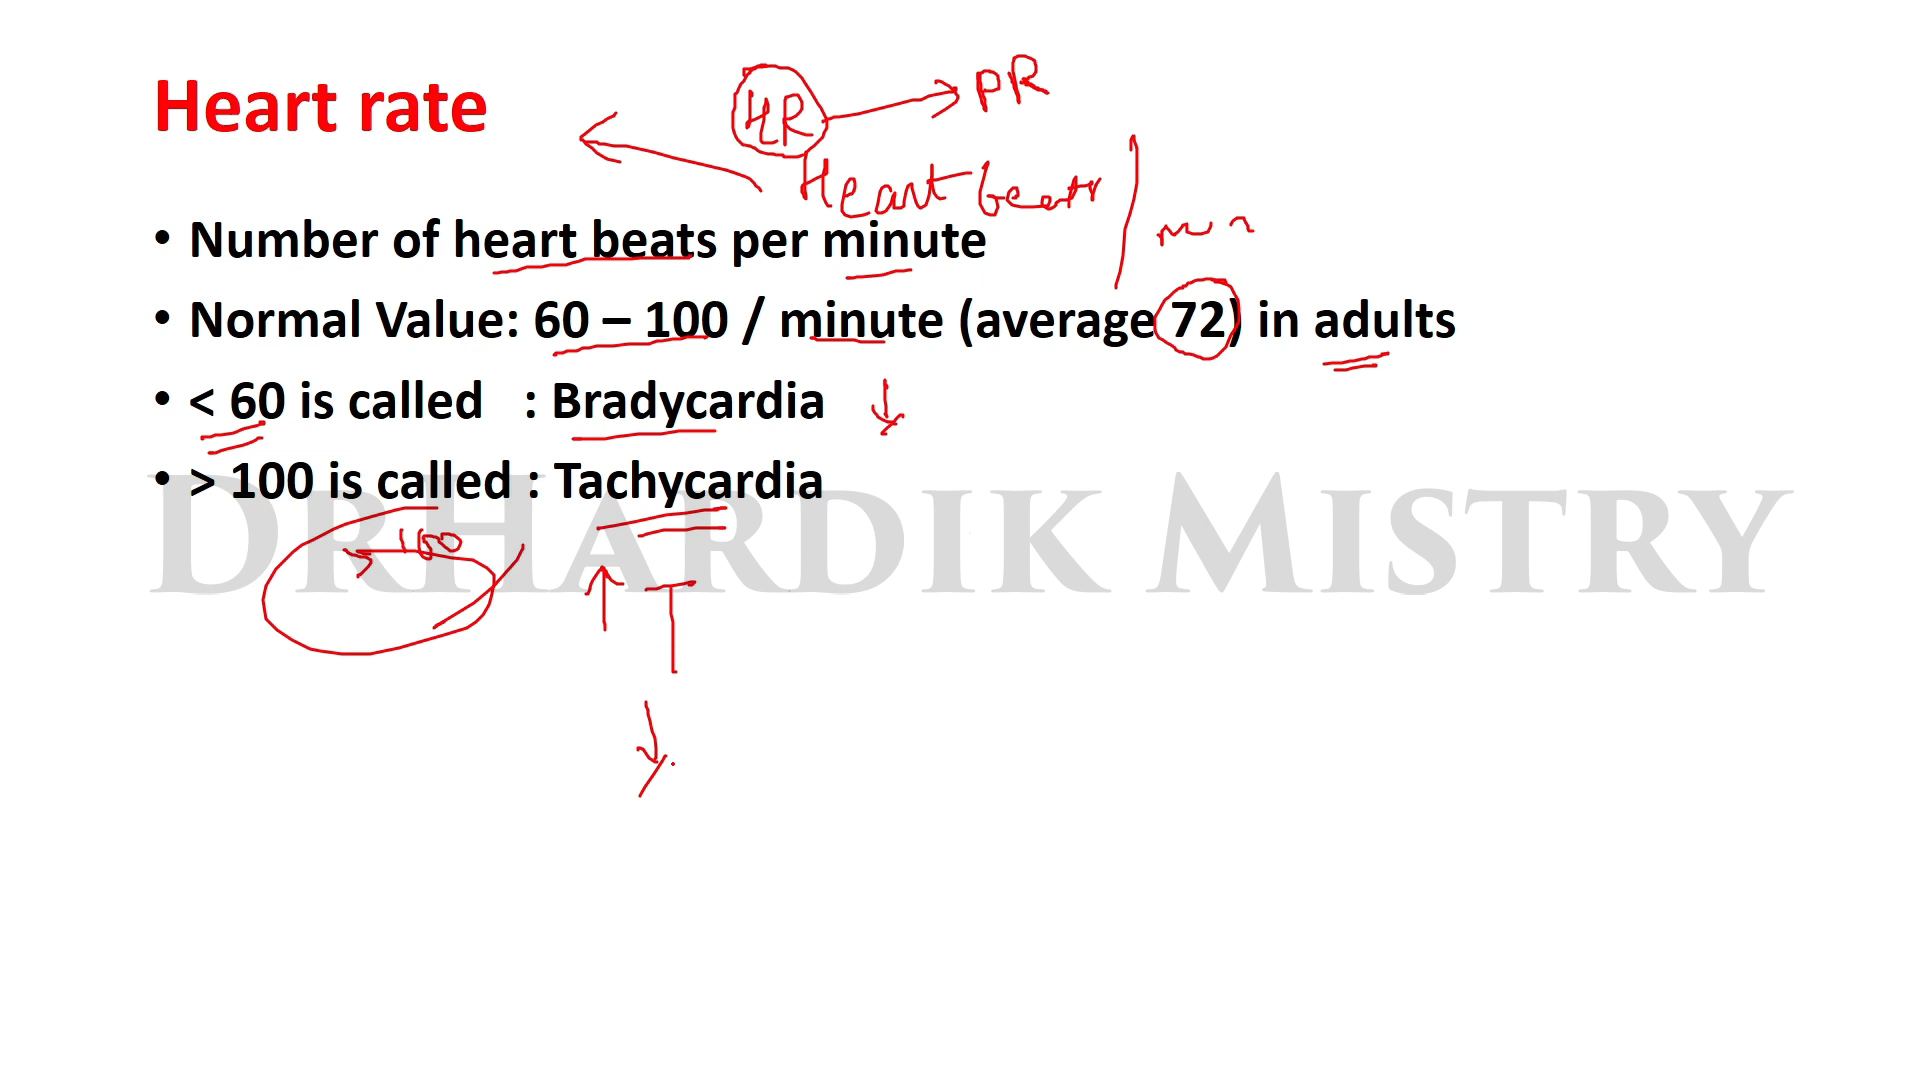 Heart rate
HR → PR
Heart beats
• Number of heart beats per minute
• Normal Value: 60 – 100 / minute (average 72) in adults
• < 60 is called : Bradycardia ↓
• > 100 is called : Tachycardia
DrHardik Mistry
100
↑ T